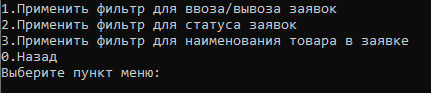 1.Применить фильтр для ввоза/вывоза заявок
2.Применить фильтр для статуса заявок
3.Применить фильтр для наименования товара в заявке
0.Назад
Выберите пункт меню: